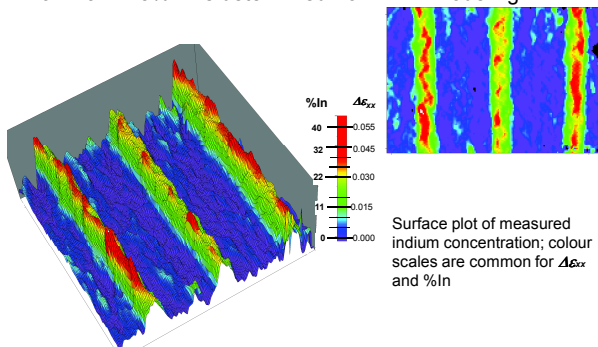 %In Δεxx
40 0.055
32 0.045
22 0.030
11 0.015
0 0.000
Surface plot of measured
indium concentration; colour
scales are common for Δεxx
and %In